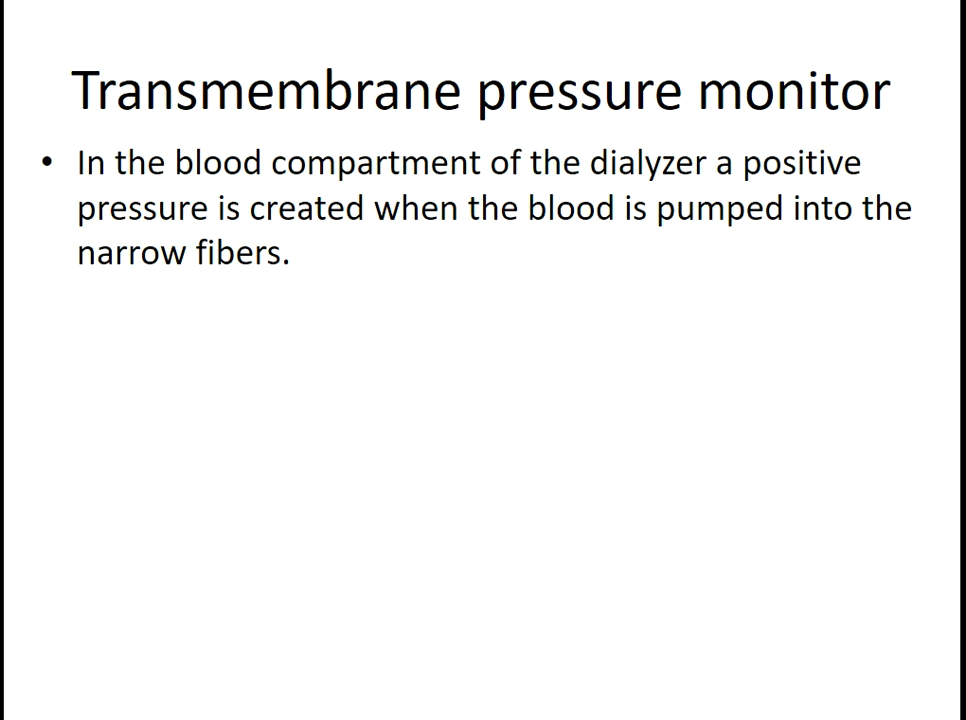 Transmembrane pressure monitor
• In the blood compartment of the dialyzer a positive
pressure is created when the blood is pumped into the
narrow fibers.